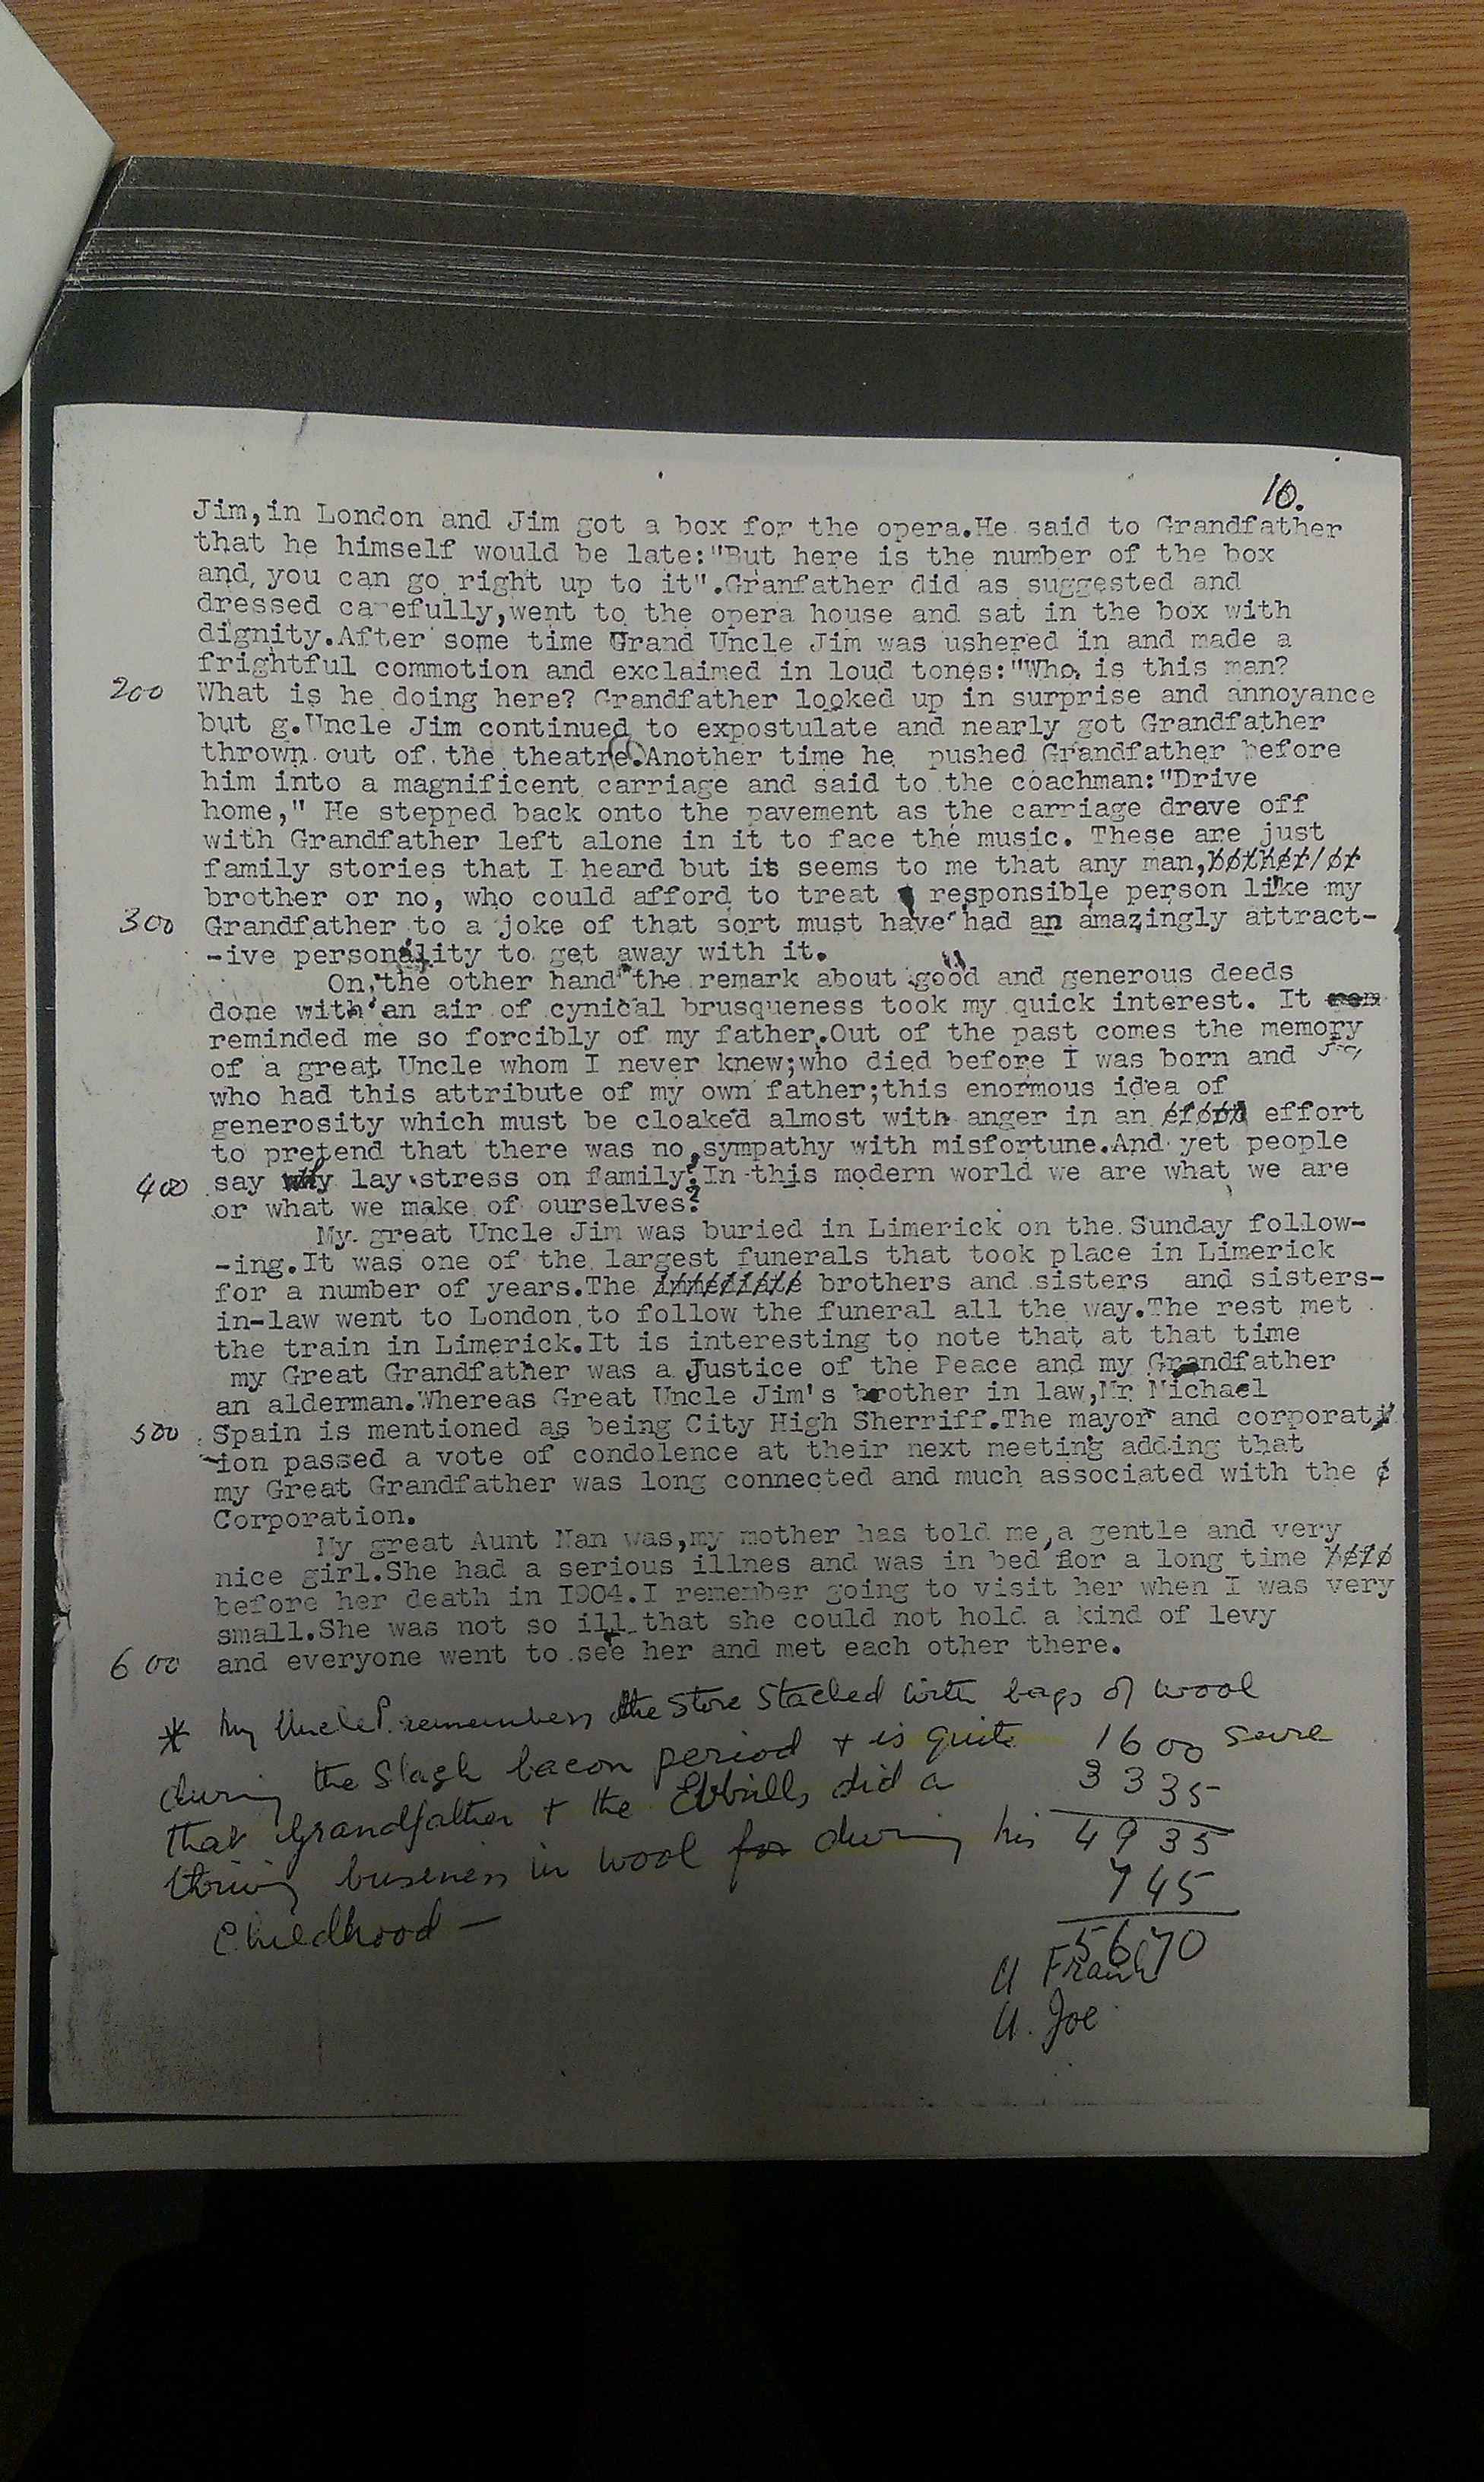 10.
Jim,in London and Jim got a box for the opera.He said to Grandfather
that he himself would be late:"But here is the number of the box
and, you can go right up to it".Granfather did as suggested and
dressed carefully,went to the opera house and sat in the box with
dignity.After some time Grand Uncle Jim was ushered in and made a
frightful commotion and exclaimed in loud tones:"Who, is this man?
200 What is he doing here? Grandfather looked up in surprise and annoyance
but g.Uncle Jim continued to expostulate and nearly got Grandfather
thrown out of the theatre.Another time he pushed Grandfather before
him into a magnificent carriage and said to the coachman:"Drive
home," He stepped back onto the pavement as the carriage drove off
with Grandfather left alone in it to face the music. These are just
family stories that I heard but it seems to me that any man,bother/or
brother or no, who could afford to treat a responsible person like my
300 Grandfather to a joke of that sort must have had an amazingly attract-
-ive personality to get away with it.
On the other hand the remark about good and generous deeds
done with an air of cynical brusqueness took my quick interest. It
reminded me so forcibly of my father.Out of the past comes the memory
of a great Uncle whom I never knew;who died before I was born and
who had this attribute of my own father;this enormous idea of
generosity which must be cloaked almost with anger in an efort effort
to pretend that there was no sympathy with misfortune.And yet people
400 say why lay stress on family?In this modern world we are what we are
or what we make of ourselves?
My great Uncle Jim was buried in Limerick on the Sunday follow-
-ing.It was one of the largest funerals that took place in Limerick
for a number of years.The brothers and sisters and sisters-
in-law went to London to follow the funeral all the way.The rest met
the train in Limerick.It is interesting to note that at that time
my Great Grandfather was a Justice of the Peace and my Grandfather
an alderman.Whereas Great Uncle Jim's brother in law,Mr Michael
500 Spain is mentioned as being City High Sherriff.The mayor and corporat
-ion passed a vote of condolence at their next meeting adding that
my Great Grandfather was long connected and much associated with the ¢
Corporation.
My great Aunt Nan was,my mother has told me,a gentle and very
nice girl.She had a serious illnes and was in bed for a long time
before her death in I904.I remember going to visit her when I was very
small.She was not so ill that she could not hold a kind of levy
600 and everyone went to see her and met each other there.
* My Uncle P. remembers the store stacked with bags of wool
during the Slagh bacon period + is quite sure
that Grandfather + the Ebbrills did a
thriving business in wool for during his
Childhood —
1600
3335
4935
745
5670
U Frank
U. Joe